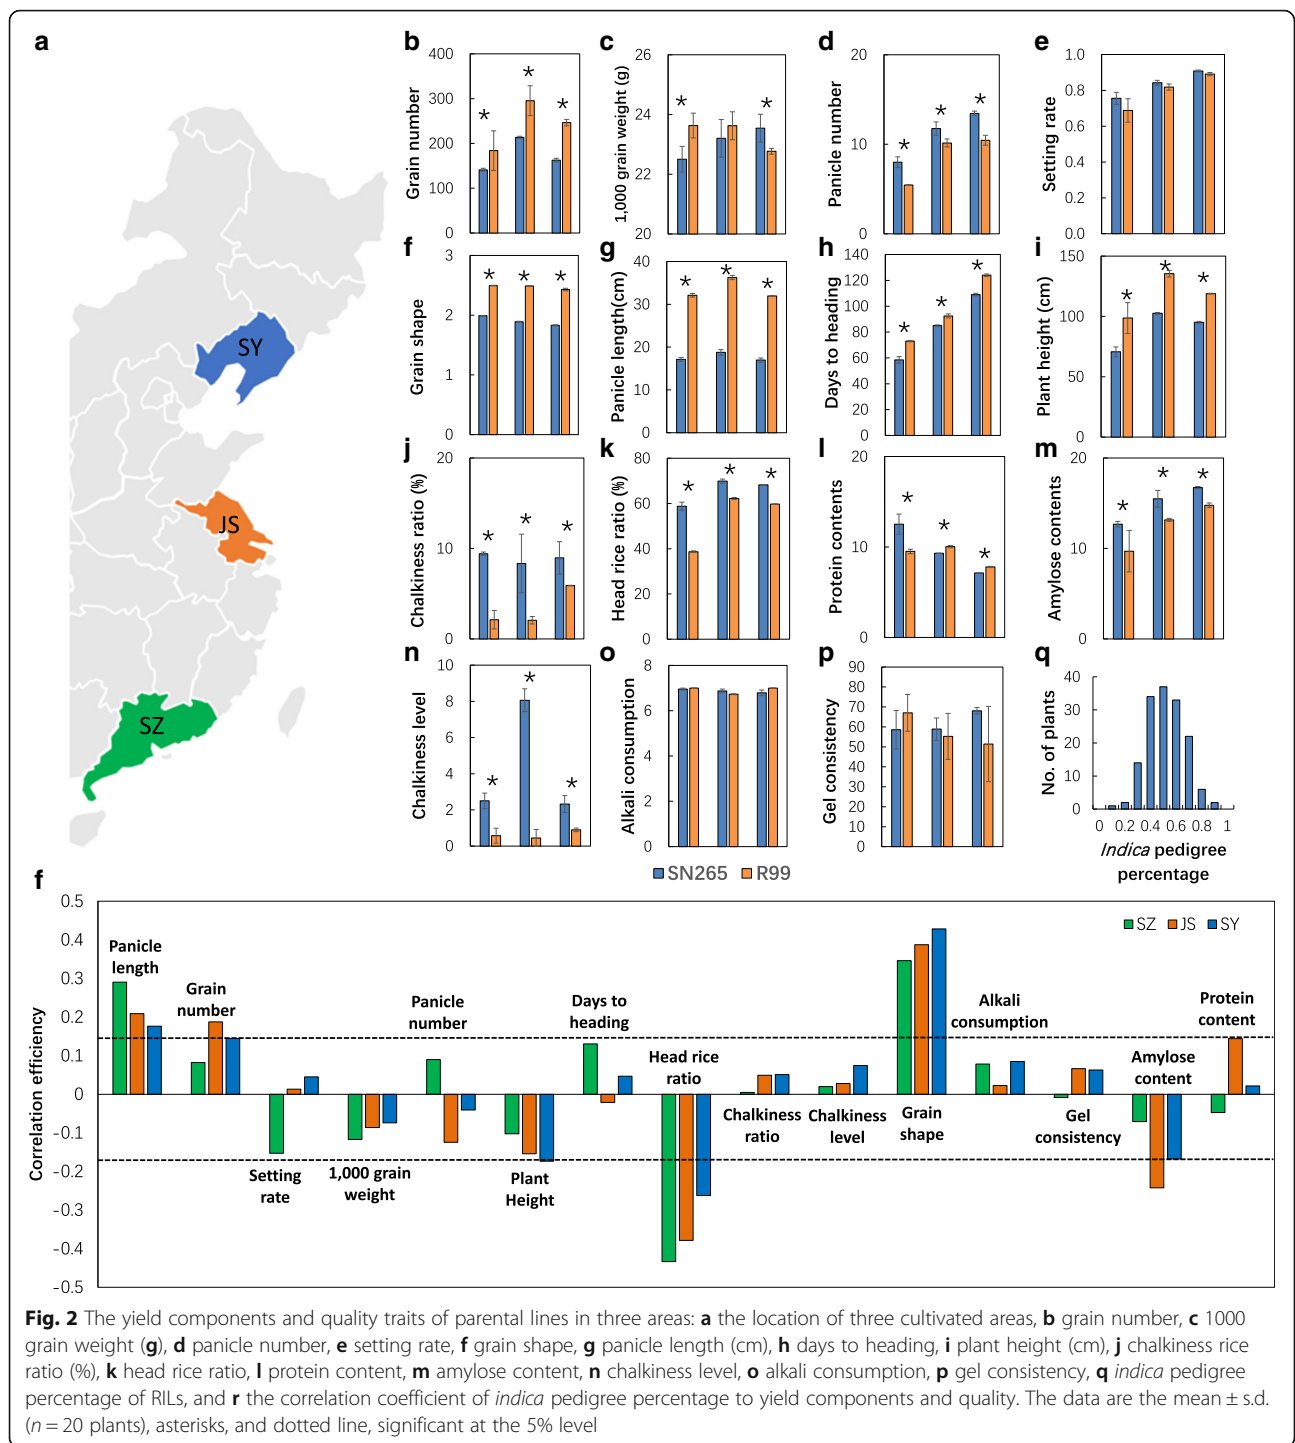 a
SY
JS
SZ
b
Grain number
400
300
200
100
0
* * *
c
1,000 grain weight (g)
26
24
22
20
* *
d
Panicle number
20
10
0
* * *
e
Setting rate
1.0
0.8
0.6
0.4
0.2
0.0
f
Grain shape
3
2
1
0
* * *
g
Panicle length(cm)
40
30
20
10
0
* * *
h
Days to heading
140
120
100
80
60
40
20
0
* * *
i
Plant height (cm)
150
100
50
0
* * *
j
Chalkiness ratio (%)
20
10
0
* * *
k
Head rice ratio (%)
80
60
40
20
0
* * *
l
Protein contents
20
10
0
* * *
m
Amylose contents
20
10
0
* * *
n
Chalkiness level
10
8
6
4
2
0
* * *
o
Alkali consumption
8
6
4
2
0
p
Gel consistency
90
80
70
60
50
40
30
20
10
0
q
No. of plants
40
30
20
10
0
0 0.2 0.4 0.6 0.8 1
Indica pedigree
percentage
SN265 R99
f
Correlation efficiency
0.5
0.4
0.3
0.2
0.1
0
-0.1
-0.2
-0.3
-0.4
-0.5
SZ JS SY
Panicle
length
Grain
number
Setting
rate
1,000 grain
weight
Panicle
number
Plant
Height
Days to
heading
Head rice
ratio
Chalkiness
ratio
Chalkiness
level
Grain
shape
Alkali
consumption
Gel
consistency
Amylose
content
Protein
content
Fig. 2 The yield components and quality traits of parental lines in three areas: a the location of three cultivated areas, b grain number, c 1000
grain weight (g), d panicle number, e setting rate, f grain shape, g panicle length (cm), h days to heading, i plant height (cm), j chalkiness rice
ratio (%), k head rice ratio, l protein content, m amylose content, n chalkiness level, o alkali consumption, p gel consistency, q indica pedigree
percentage of RILs, and r the correlation coefficient of indica pedigree percentage to yield components and quality. The data are the mean ± s.d.
(n = 20 plants), asterisks, and dotted line, significant at the 5% level